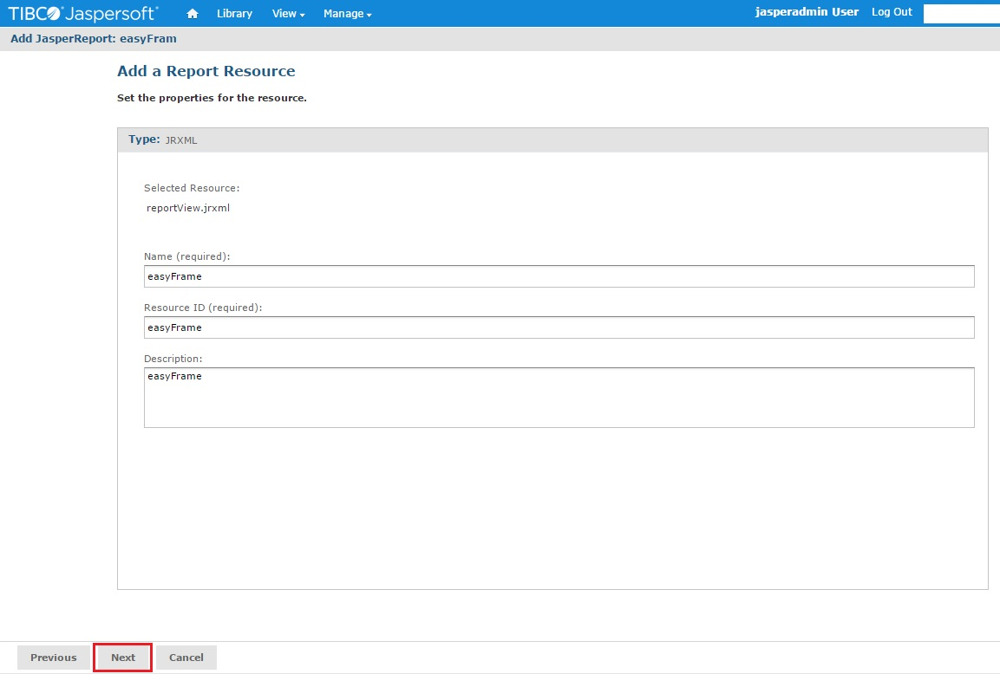 TIBCO Jaspersoft® Library View Manage jasperadmin User Log Out
Add JasperReport: easyFram
Add a Report Resource
Set the properties for the resource.
Type: JRXML
Selected Resource:
reportView.jrxml
Name (required):
easyFrame
Resource ID (required):
easyFrame
Description:
easyFrame
Previous Next Cancel